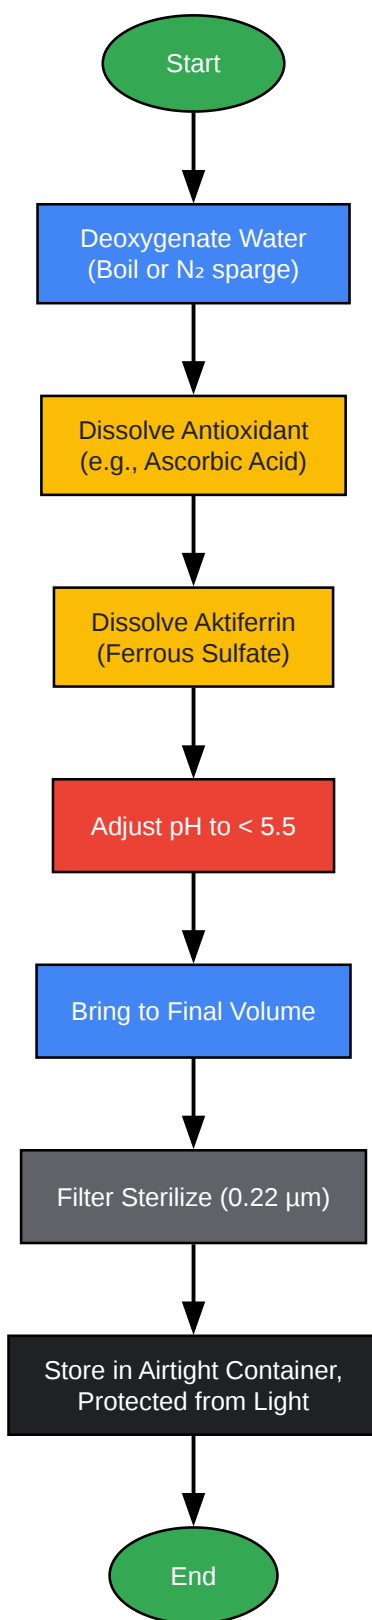 Start
Deoxygenate Water
(Boil or N₂ sparge)
Dissolve Antioxidant
(e.g., Ascorbic Acid)
Dissolve Aktiferrin
(Ferrous Sulfate)
Adjust pH to < 5.5
Bring to Final Volume
Filter Sterilize (0.22 µm)
Store in Airtight Container,
Protected from Light
End